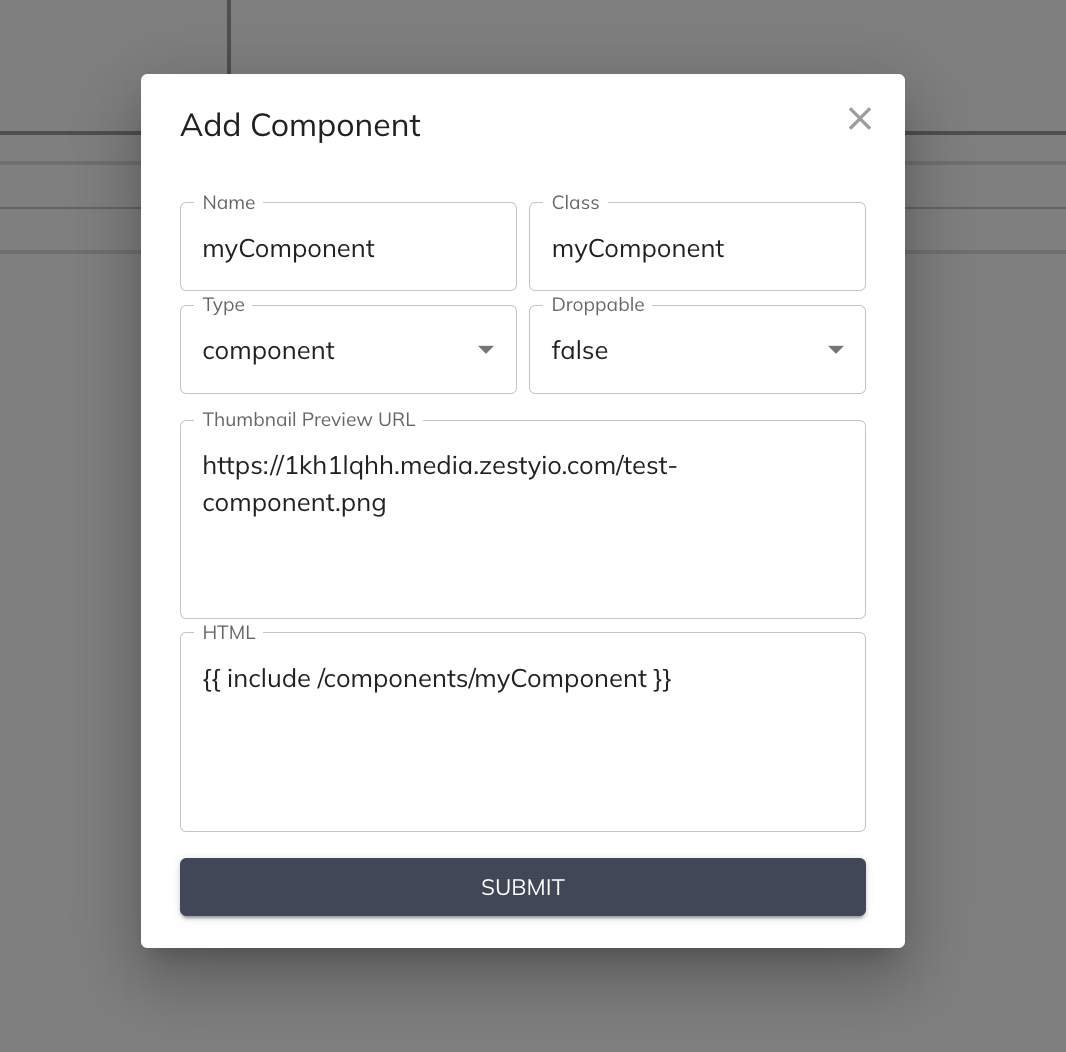 Add Component
Name
myComponent
Class
myComponent
Type
component
Droppable
false
Thumbnail Preview URL
https://1kh1lqhh.media.zestyio.com/test-
component.png
HTML
{{ include /components/myComponent }}
SUBMIT